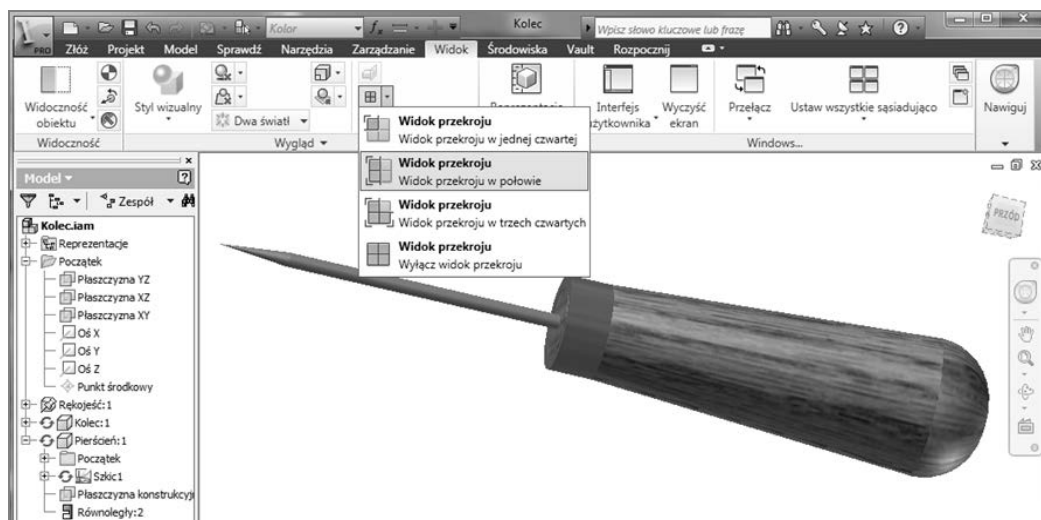 Kolor
Kolec
Wpisz słowo kluczowe lub frazę
PRO Złóż Projekt Model Sprawdź Narzędzia Zarządzanie Widok Środowiska Vault Rozpocznij
Widoczność obiektu
Styl wizualny
Dwa światł
Interfejs
Wyczyść ekran
Przełącz
Ustaw wszystkie sąsiadująco
Nawiguj
Widoczność
Wygląd
Windows...
Widok przekroju
Widok przekroju w jednej czwartej
Widok przekroju
Widok przekroju w połowie
Widok przekroju
Widok przekroju w trzech czwartych
Widok przekroju
Wyłącz widok przekroju
Model
Zespół
Kolec.iam
Reprezentacje
Początek
Płaszczyzna YZ
Płaszczyzna XZ
Płaszczyzna XY
Oś X
Oś Y
Oś Z
Punkt środkowy
Rękojeść:1
Kolec:1
Pierścień:1
Początek
Szkic1
Płaszczyzna konstrukcyj
Równoległy:2
PRZÓD